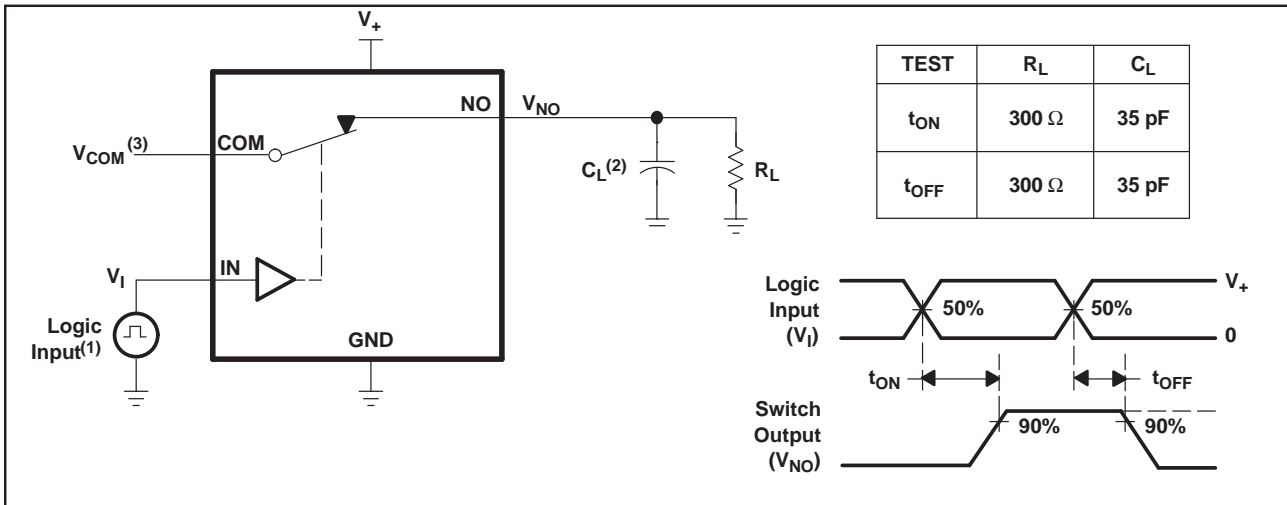 V+
NO
VNO
COM
VCOM(3)
CL(2)
RL
VI
IN
Logic
Input(1)
GND
TEST RL CL
tON 300 Ω 35 pF
tOFF 300 Ω 35 pF
Logic
Input
(VI)
50%
50%
V+
0
tON
tOFF
Switch
Output
(VNO)
90%
90%